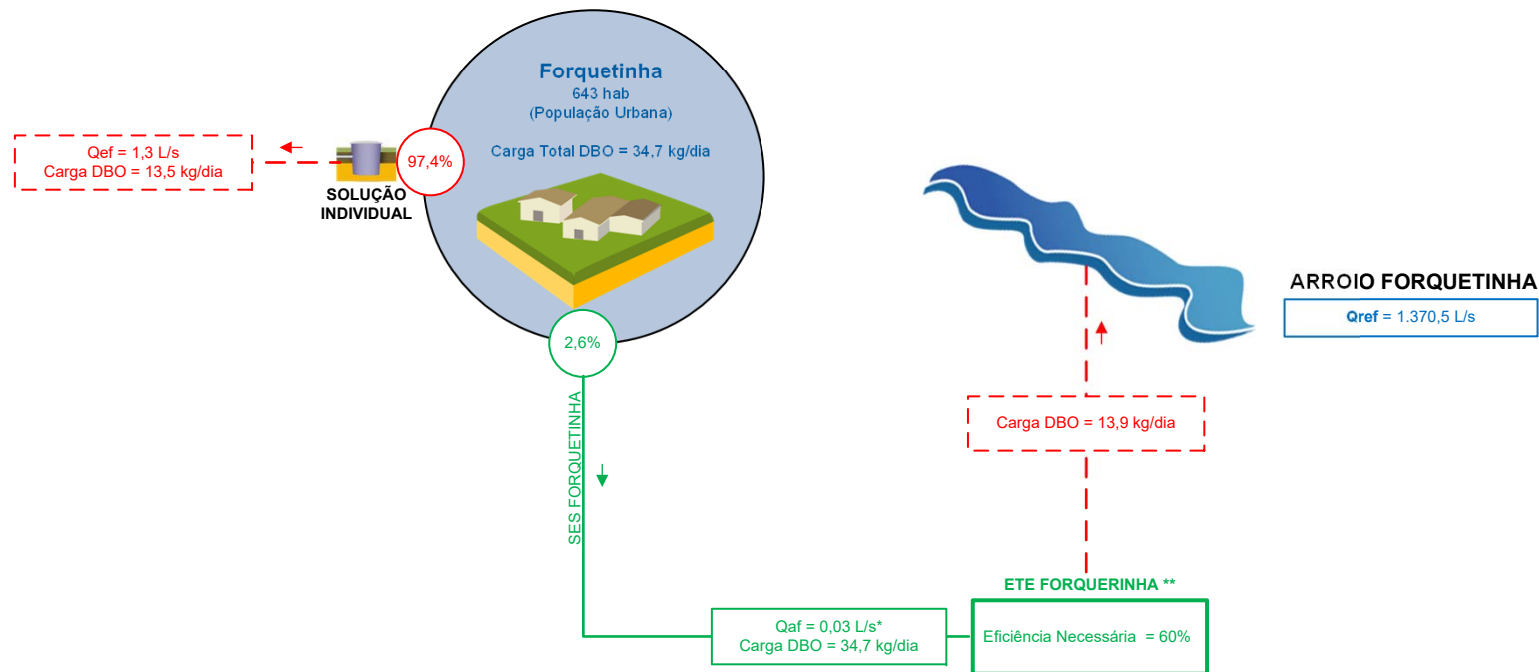 Forquetinha
643 hab
(População Urbana)
Carga Total DBO = 34,7 kg/dia
Qef = 1,3 L/s
Carga DBO = 13,5 kg/dia
97,4%
SOLUÇÃO
INDIVIDUAL
2,6%
SES FORQUETINHA
ARROIO FORQUETINHA
Qref = 1.370,5 L/s
Carga DBO = 13,9 kg/dia
ETE FORQUERINHA **
Qaf = 0,03 L/s*
Carga DBO = 34,7 kg/dia
Eficiência Necessária = 60%